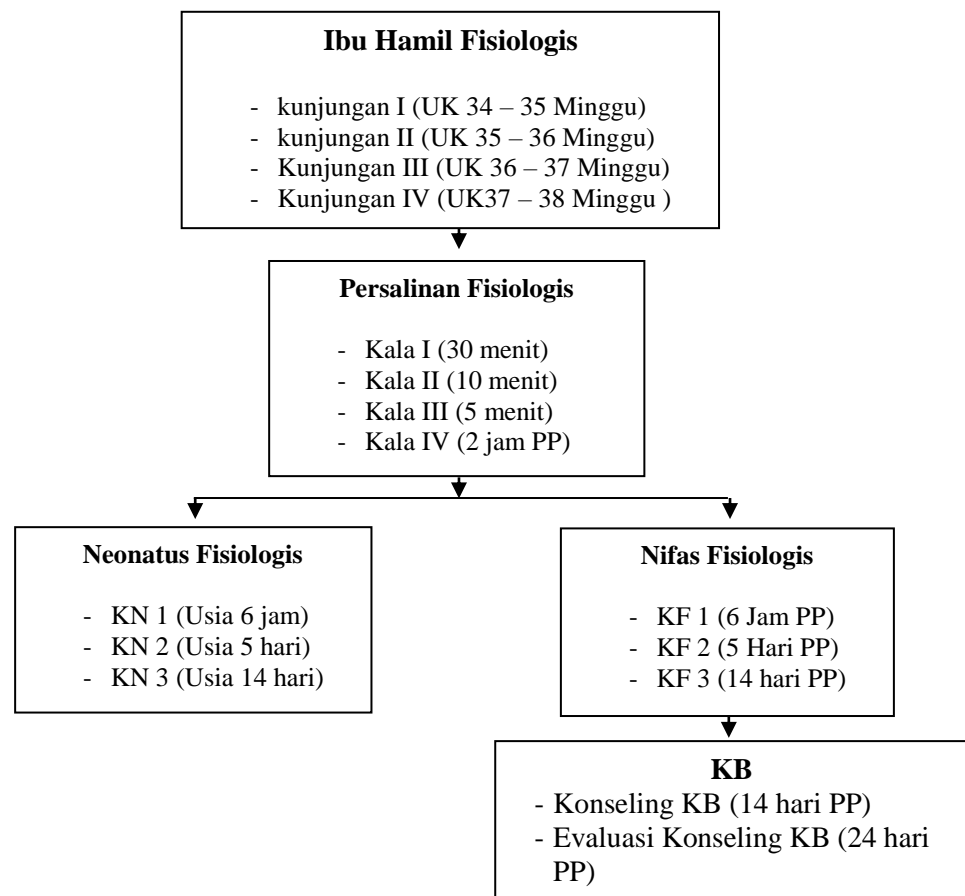 Ibu Hamil Fisiologis
- kunjungan I (UK 34 – 35 Minggu)
- kunjungan II (UK 35 – 36 Minggu)
- Kunjungan III (UK 36 – 37 Minggu)
- Kunjungan IV (UK37 – 38 Minggu )
Persalinan Fisiologis
- Kala I (30 menit)
- Kala II (10 menit)
- Kala III (5 menit)
- Kala IV (2 jam PP)
Neonatus Fisiologis
- KN 1 (Usia 6 jam)
- KN 2 (Usia 5 hari)
- KN 3 (Usia 14 hari)
Nifas Fisiologis
- KF 1 (6 Jam PP)
- KF 2 (5 Hari PP)
- KF 3 (14 hari PP)
KB
- Konseling KB (14 hari PP)
- Evaluasi Konseling KB (24 hari
PP)